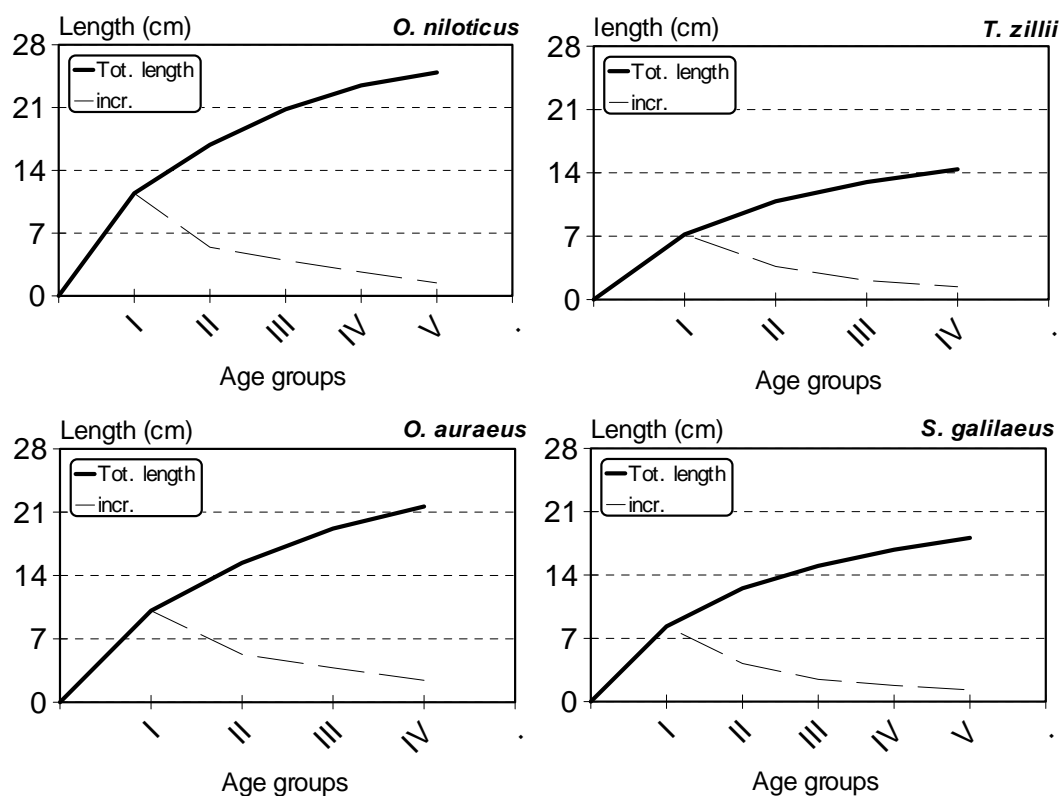 Length (cm) O. niloticus
28
21
14
7
0
Tot. length
incr.
I II III IV V .
Age groups
length (cm) T. zillii
28
21
14
7
0
Tot. length
incr.
I II III IV .
Age groups
Length (cm) O. auraeus
28
21
14
7
0
Tot. length
incr.
I II III IV .
Age groups
Length (cm) S. galilaeus
28
21
14
7
0
Tot. length
incr.
I II III IV V .
Age groups